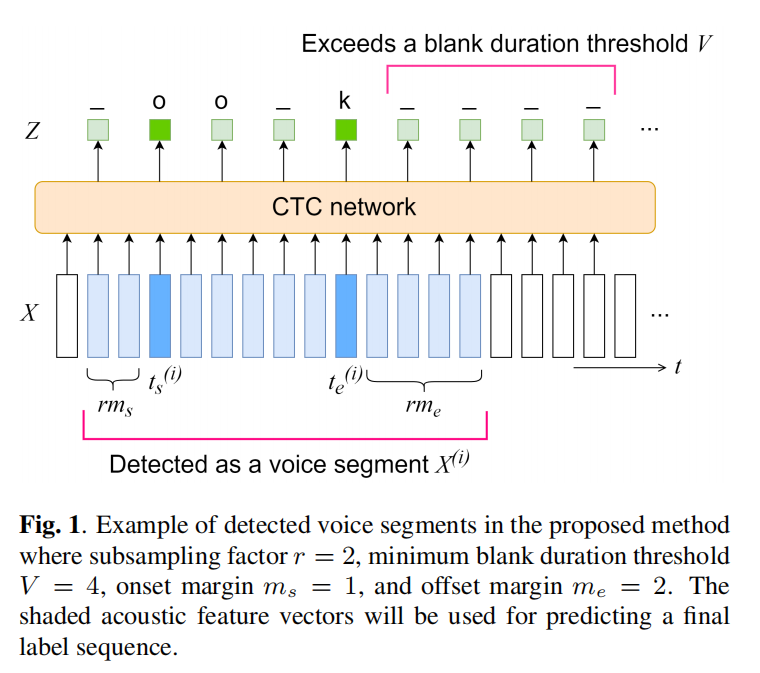 Exceeds a blank duration threshold V
_ o o _ k _ _ _ _
Z ...
CTC network
X ...
t
t_s^(i) t_e^(i)
rm_s rm_e
Detected as a voice segment X^(i)
Fig. 1. Example of detected voice segments in the proposed method
where subsampling factor r = 2, minimum blank duration threshold
V = 4, onset margin m_s = 1, and offset margin m_e = 2. The
shaded acoustic feature vectors will be used for predicting a final
label sequence.